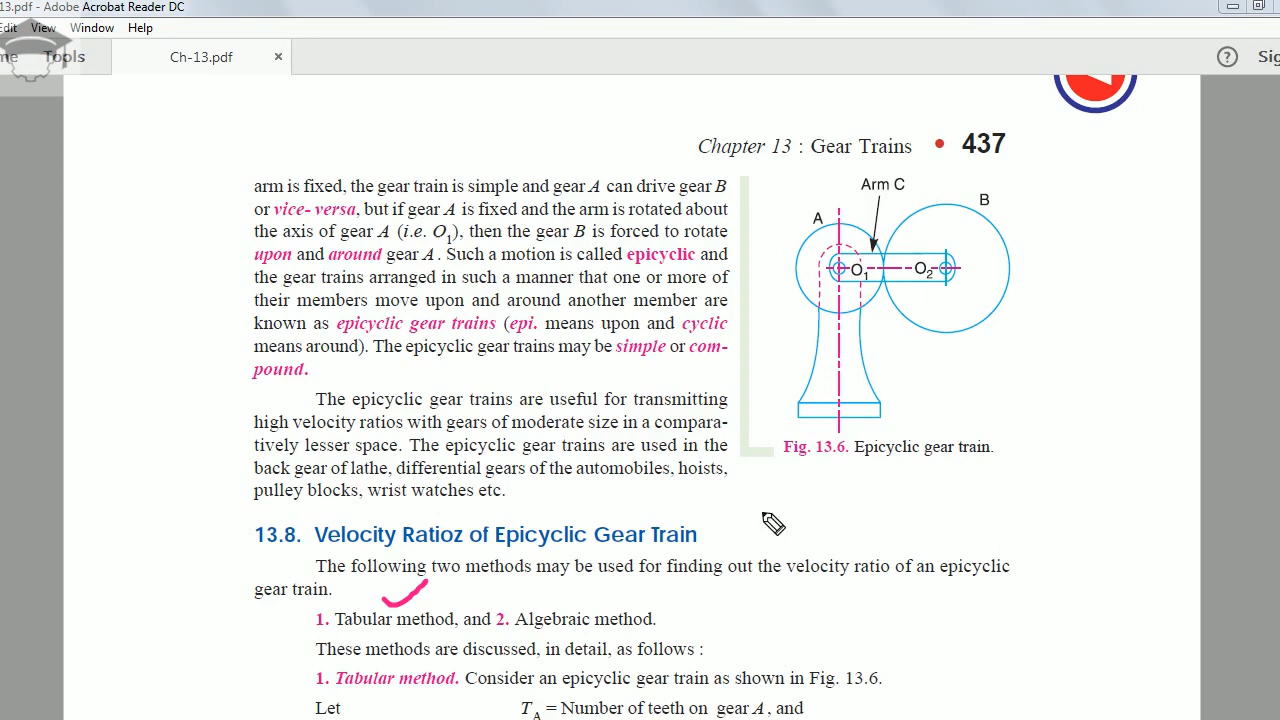 13.pdf - Adobe Acrobat Reader DC
Edit View Window Help
me Tools Ch-13.pdf × ? Sig
Chapter 13 : Gear Trains • 437
arm is fixed, the gear train is simple and gear A can drive gear B
or vice- versa, but if gear A is fixed and the arm is rotated about
the axis of gear A (i.e. O1), then the gear B is forced to rotate
upon and around gear A. Such a motion is called epicyclic and
the gear trains arranged in such a manner that one or more of
their members move upon and around another member are
known as epicyclic gear trains (epi. means upon and cyclic
means around). The epicyclic gear trains may be simple or com-
pound.
The epicyclic gear trains are useful for transmitting
high velocity ratios with gears of moderate size in a compara-
tively lesser space. The epicyclic gear trains are used in the
back gear of lathe, differential gears of the automobiles, hoists,
pulley blocks, wrist watches etc.
Arm C
A
B
O1
O2
Fig. 13.6. Epicyclic gear train.
13.8. Velocity Ratioz of Epicyclic Gear Train
The following two methods may be used for finding out the velocity ratio of an epicyclic
gear train.
1. Tabular method, and 2. Algebraic method.
These methods are discussed, in detail, as follows :
1. Tabular method. Consider an epicyclic gear train as shown in Fig. 13.6.
Let TA = Number of teeth on gear A, and